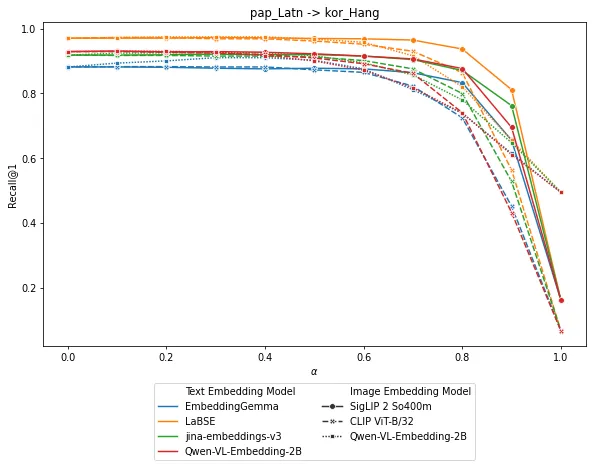 pap_Latn -> kor_Hang
1.0
0.8
0.6
0.4
0.2
Recall@1
0.0 0.2 0.4 0.6 0.8 1.0
α
Text Embedding Model Image Embedding Model
EmbeddingGemma SigLIP 2 So400m
LaBSE CLIP ViT-B/32
jina-embeddings-v3 Qwen-VL-Embedding-2B
Qwen-VL-Embedding-2B